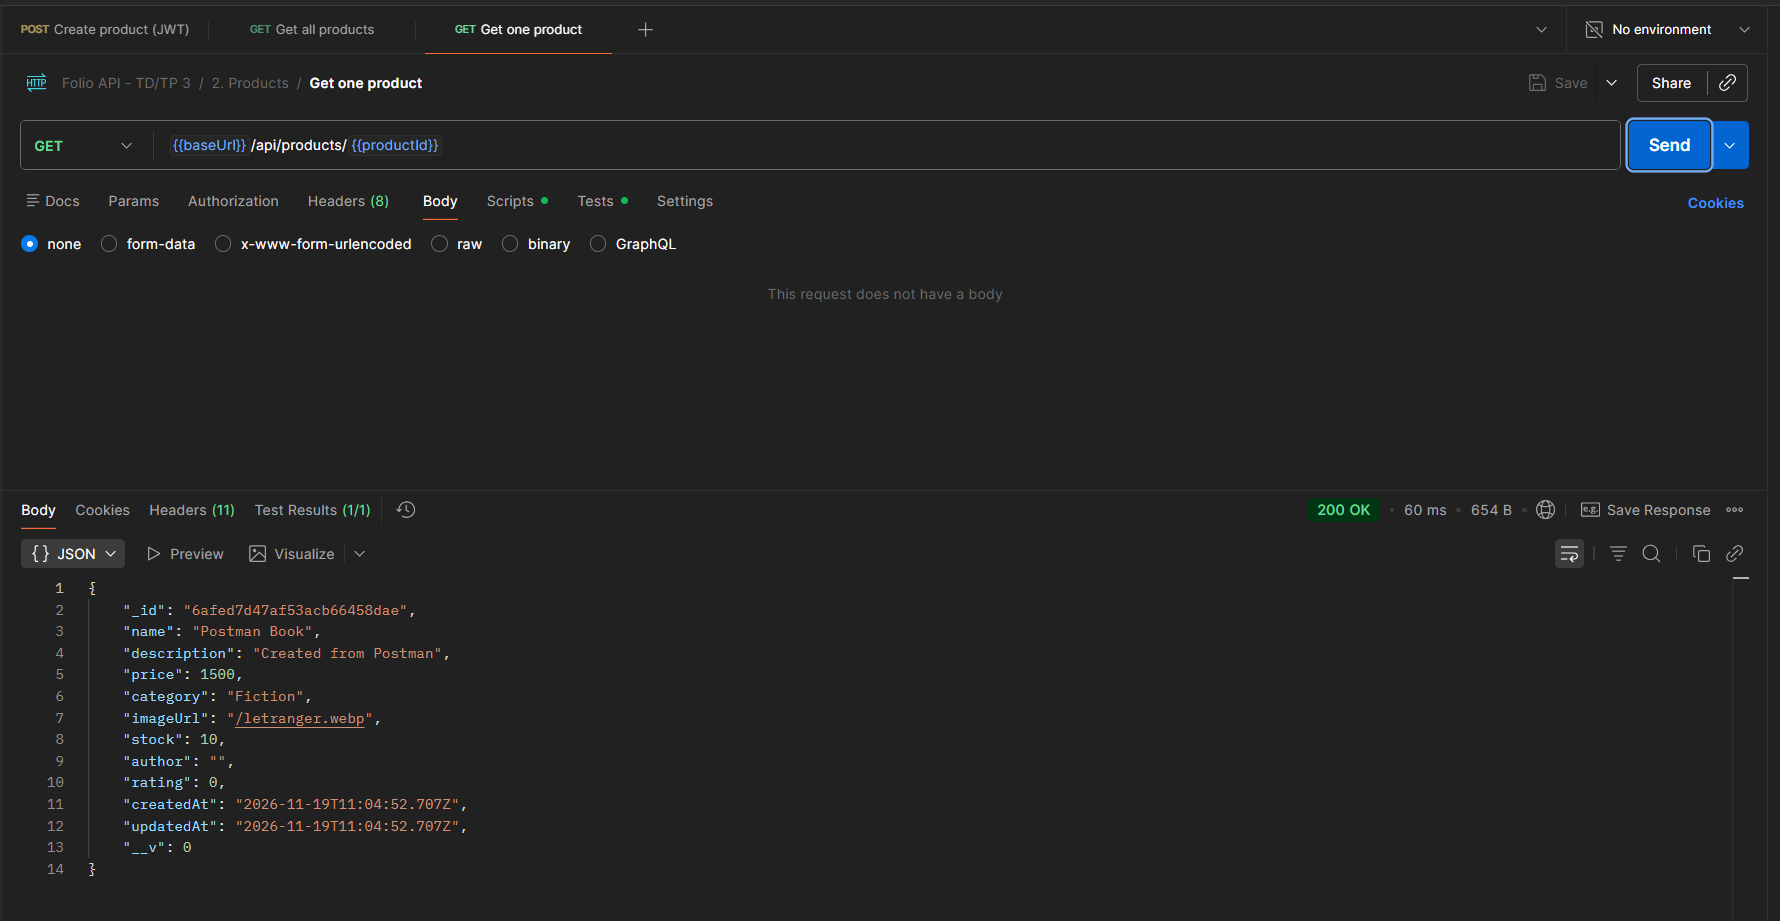 POST Create product (JWT) GET Get all products GET Get one product No environment
HTTP Folio API - TD/TP 3 / 2. Products / Get one product Save Share
GET {{baseUrl}} /api/products/ {{productId}} Send
Docs Params Authorization Headers (8) Body Scripts Tests Settings Cookies
none form-data x-www-form-urlencoded raw binary GraphQL
This request does not have a body
Body Cookies Headers (11) Test Results (1/1) 200 OK 60 ms 654 B e.g. Save Response
{} JSON Preview Visualize
1 {
2 "_id": "6afed7d47af53acb66458dae",
3 "name": "Postman Book",
4 "description": "Created from Postman",
5 "price": 1500,
6 "category": "Fiction",
7 "imageUrl": "/letranger.webp",
8 "stock": 10,
9 "author": "",
10 "rating": 0,
11 "createdAt": "2026-11-19T11:04:52.707Z",
12 "updatedAt": "2026-11-19T11:04:52.707Z",
13 "__v": 0
14 }